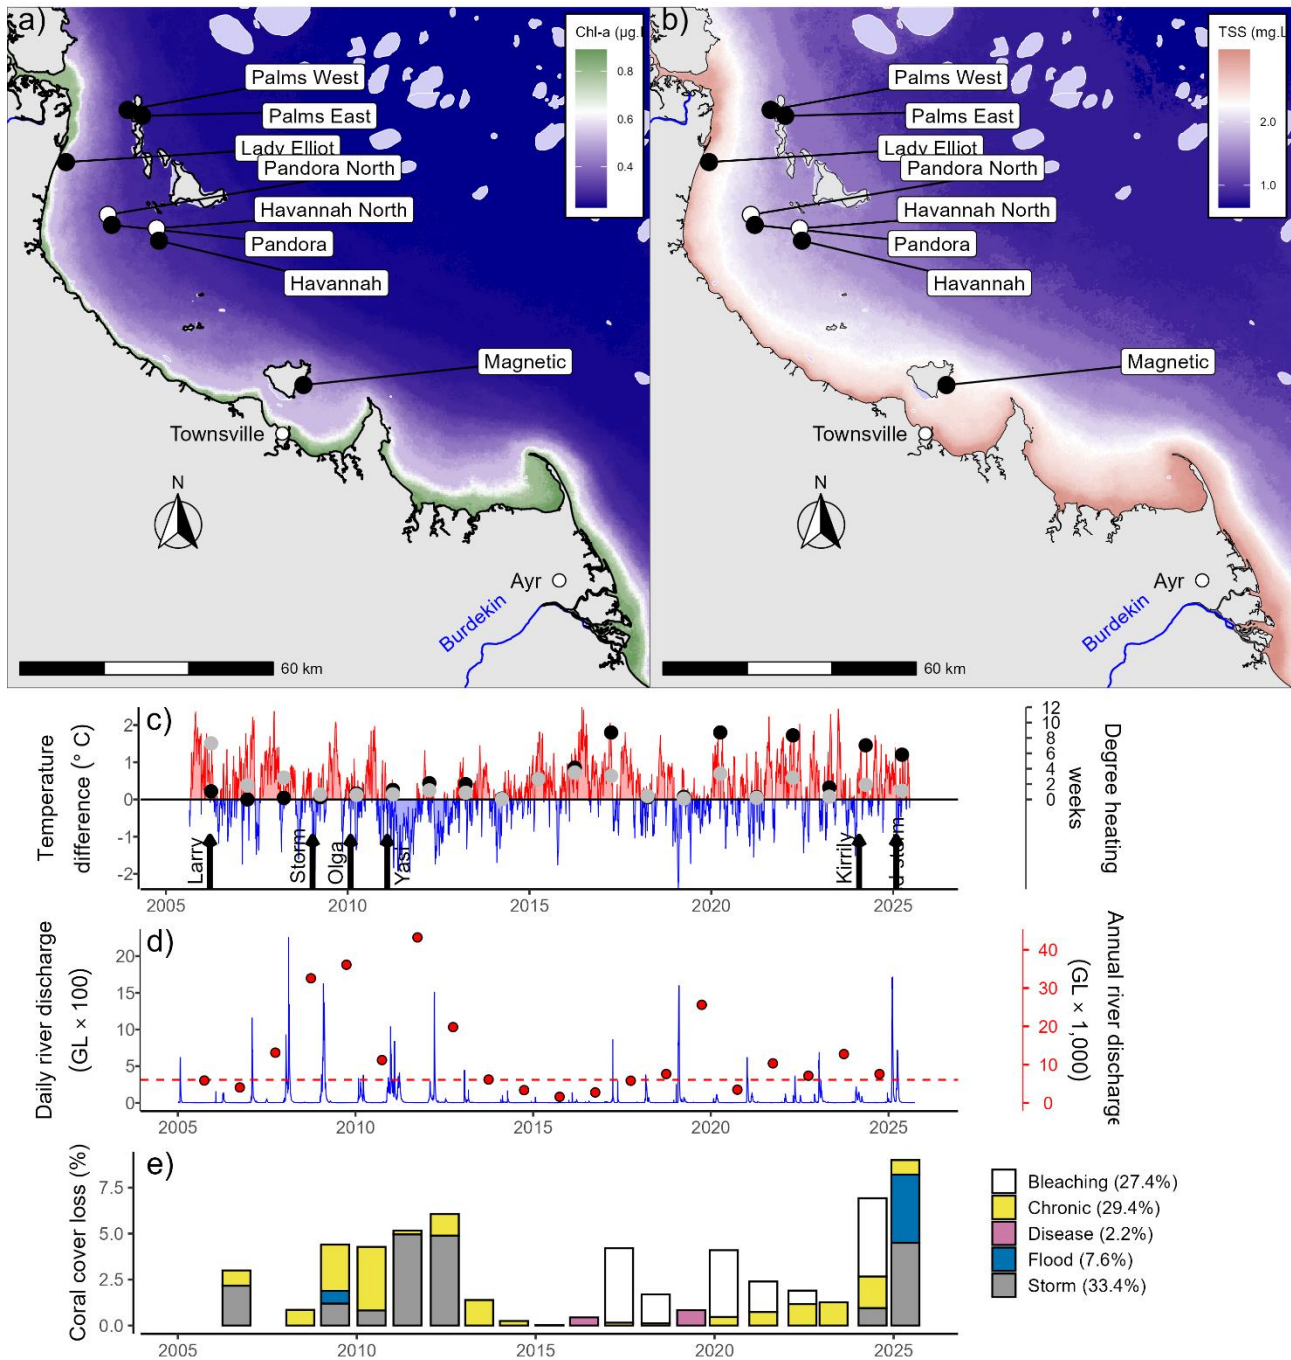 a)
Chl-a (µg.l
0.8
0.6
0.4
Palms West
Palms East
Lady Elliot
Pandora North
Havannah North
Pandora
Havannah
Magnetic
Townsville
N
Ayr
Burdekin
60 km
b)
TSS (mg.L
2.0
1.0
Palms West
Palms East
Lady Elliot
Pandora North
Havannah North
Pandora
Havannah
Magnetic
Townsville
N
Ayr
Burdekin
60 km
c)
Temperature
difference (° C)
2
1
0
-1
-2
Larry
Storm
Olga
Yasi
Kirrily
d storm
12
10
8
6
4
2
0
Degree heating
weeks
2005
2010
2015
2020
2025
d)
Daily river discharge
(GL × 100)
20
15
10
5
0
40
30
20
10
0
Annual river discharge
(GL × 1,000)
2005
2010
2015
2020
2025
e)
Coral cover loss (%)
7.5
5.0
2.5
0.0
2005
2010
2015
2020
2025
Bleaching (27.4%)
Chronic (29.4%)
Disease (2.2%)
Flood (7.6%)
Storm (33.4%)